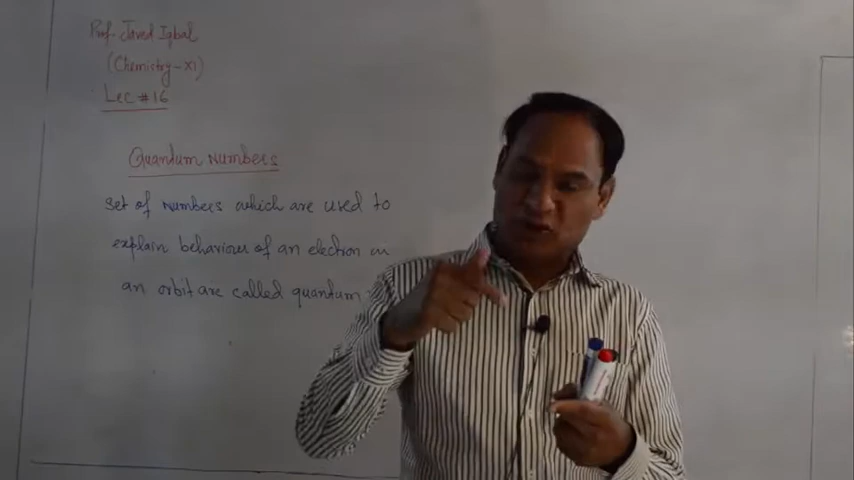 Prof. Javed Iqbal
(Chemistry-XI)
Lec # 16
Quantum Numbers
Set of Numbers which are used to
explain behaviour of an electron in
an orbit are called quantum